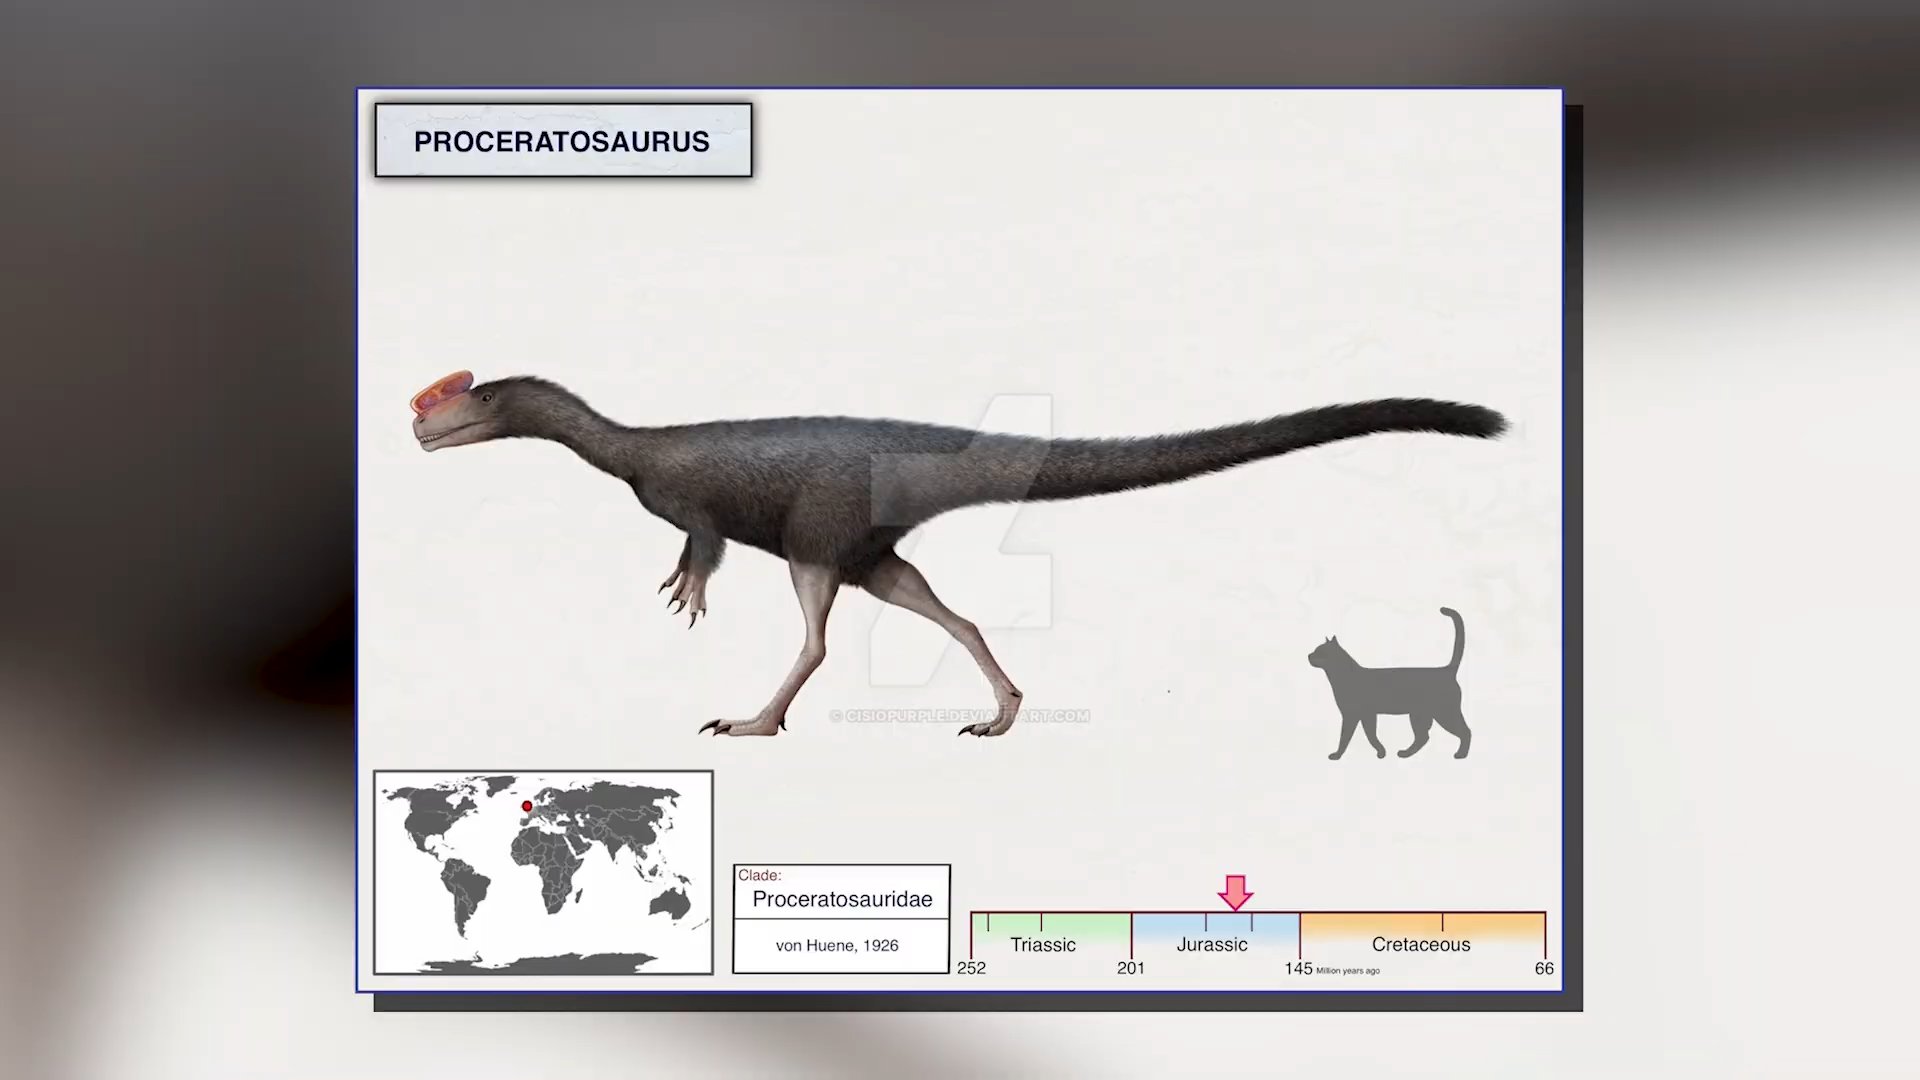 PROCERATOSAURUS
© CISIOPURPLE.DEVIANTART.COM
Clade:
Proceratosauridae
von Huene, 1926
Triassic
Jurassic
Cretaceous
252
201
145 Million years ago
66